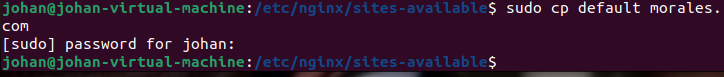 johan@johan-virtual-machine:/etc/nginx/sites-available$ sudo cp default morales.
com
[sudo] password for johan:
johan@johan-virtual-machine:/etc/nginx/sites-available$